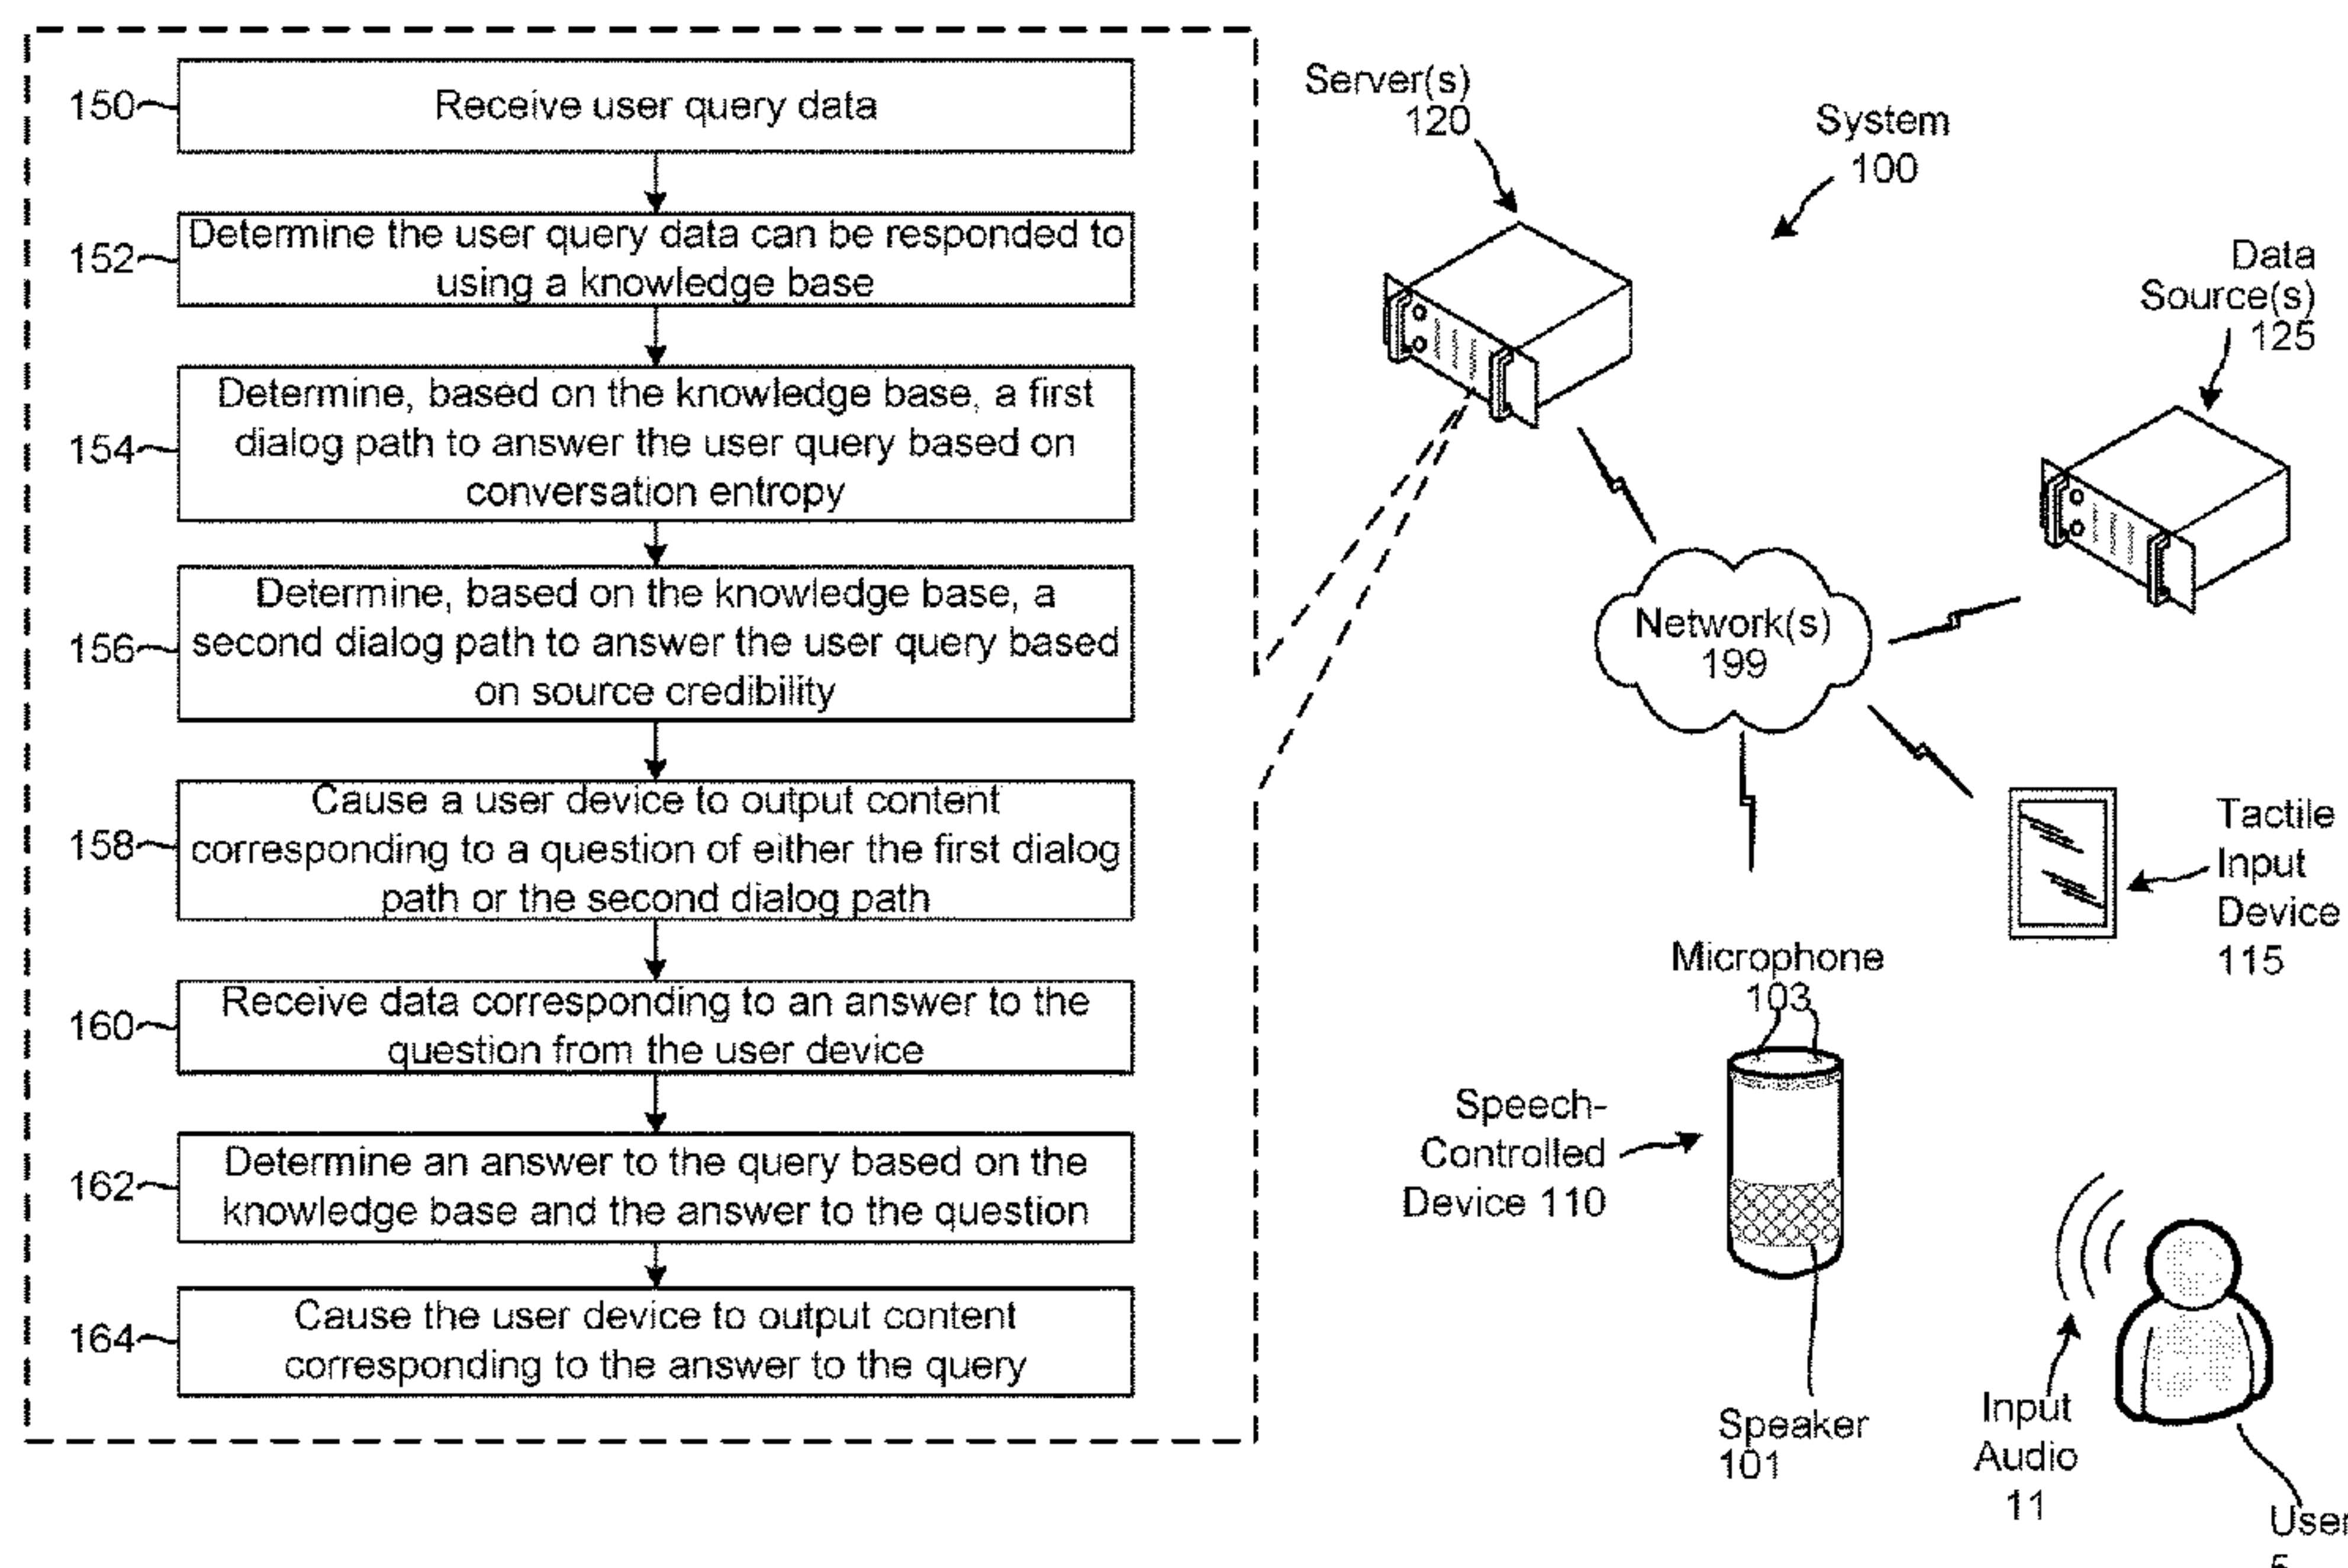 150
Receive user query data
152
Determine the user query data can be responded to
using a knowledge base
154
Determine, based on the knowledge base, a first
dialog path to answer the user query based on
conversation entropy
156
Determine, based on the knowledge base, a
second dialog path to answer the user query based
on source credibility
158
Cause a user device to output content
corresponding to a question of either the first dialog
path or the second dialog path
160
Receive data corresponding to an answer to the
question from the user device
162
Determine an answer to the query based on the
knowledge base and the answer to the question
164
Cause the user device to output content
corresponding to the answer to the query
Server(s)
120
System
100
Data
Source(s)
125
Network(s)
199
Tactile
Input
Device
115
Microphone
103
Speech-
Controlled
Device 110
Speaker
101
Input
Audio
11
User
5